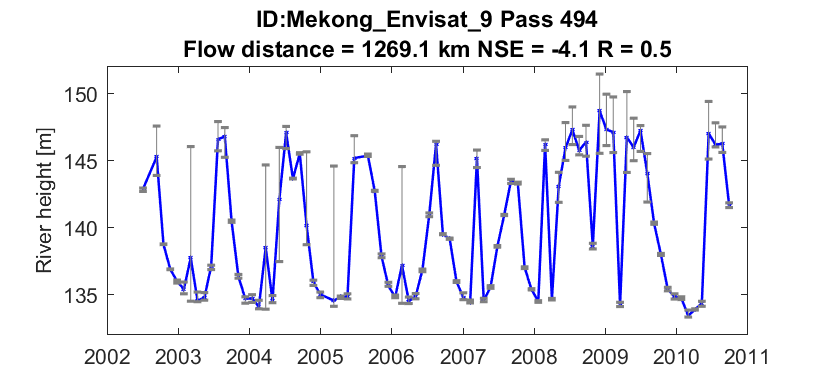 ID:Mekong_Envisat_9 Pass 494
Flow distance = 1269.1 km NSE = -4.1 R = 0.5
River height [m]
150
145
140
135
2002 2003 2004 2005 2006 2007 2008 2009 2010 2011